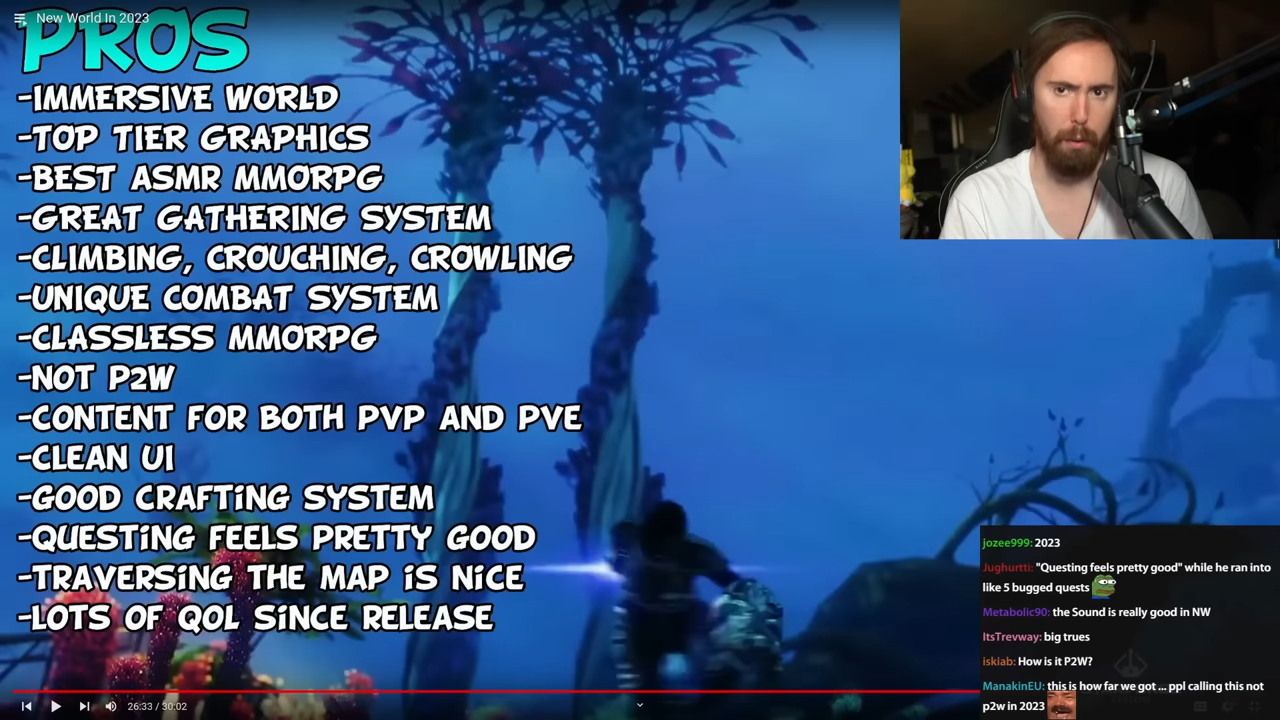 New World In 2023
PROS
-IMMERSIVE WORLD
-TOP TIER GRAPHICS
-BEST ASMR MMORPG
-GREAT GATHERING SYSTEM
-CLIMBING, CROUCHING, CROWLING
-UNIQUE COMBAT SYSTEM
-CLASSLESS MMORPG
-NOT P2W
-CONTENT FOR BOTH PVP AND PVE
-CLEAN UI
-GOOD CRAFTING SYSTEM
-QUESTING FEELS PRETTY GOOD
-TRAVERSING THE MAP IS NICE
-LOTS OF QOL SINCE RELEASE
jozee999: 2023
Jughurtti: "Questing feels pretty good" while he ran into
like 5 bugged quests
Metabolic90: the Sound is really good in NW
ItsTrevway: big trues
iskiab: How is it P2W?
ManakinEU: this is how far we got ... ppl calling this not
p2w in 2023
26:33 / 30:02